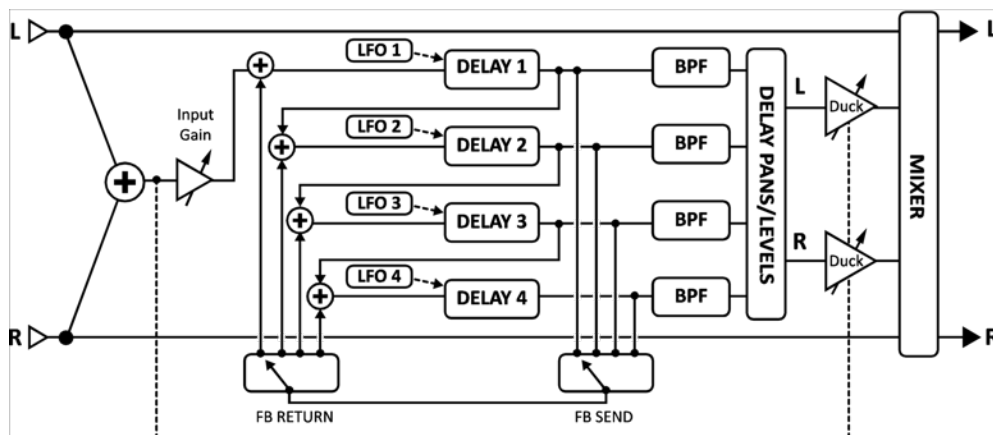 L
L
LFO 1
DELAY 1
BPF
Input
Gain
LFO 2
DELAY 2
BPF
L
Duck
LFO 3
DELAY 3
BPF
R
Duck
LFO 4
DELAY 4
BPF
DELAY PANS/LEVELS
MIXER
R
R
FB RETURN
FB SEND